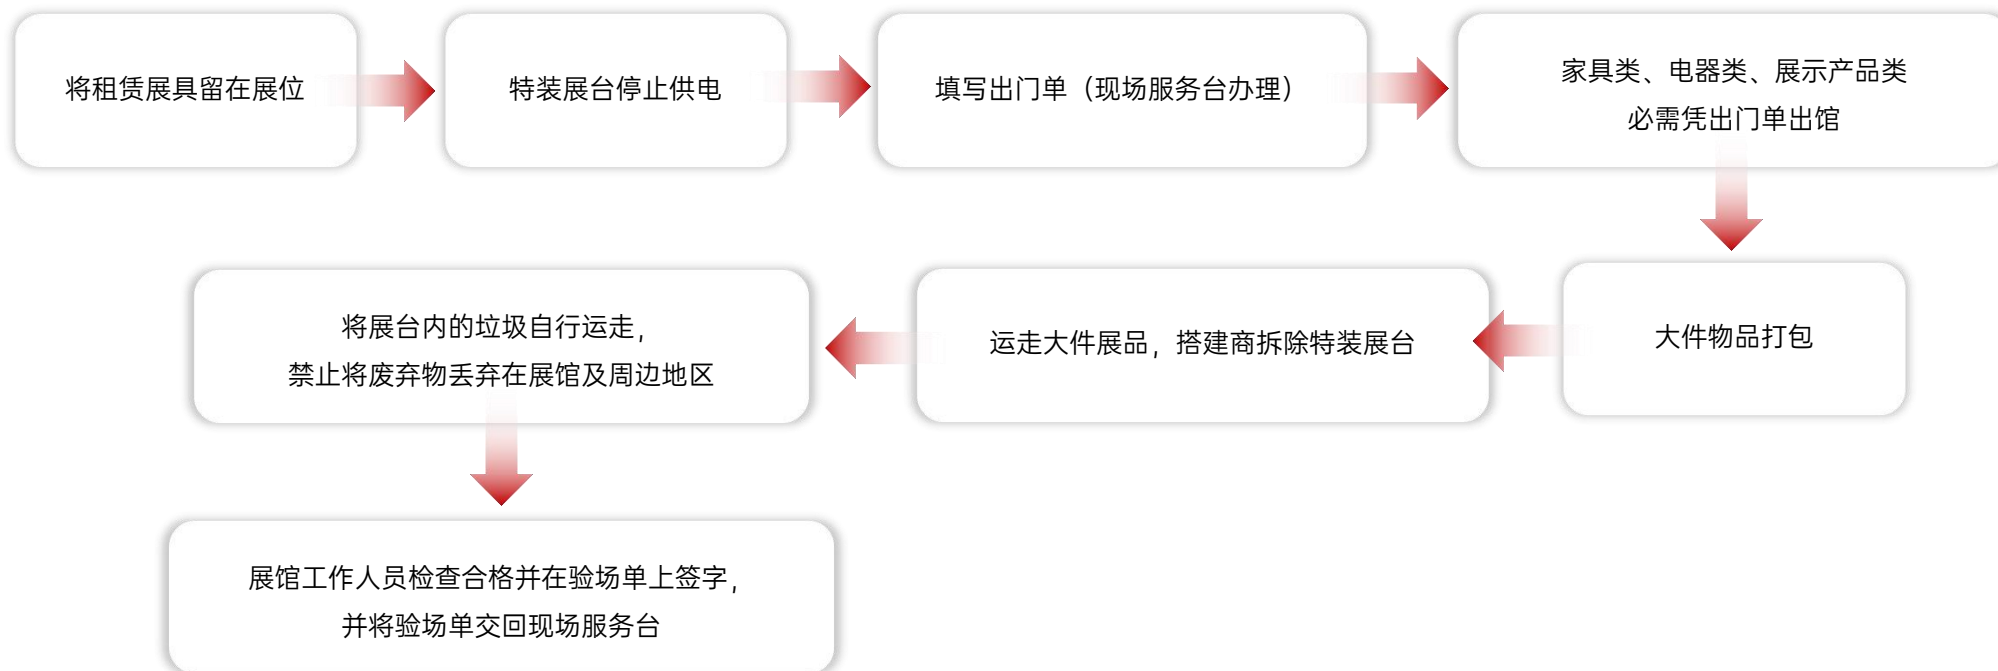 将租赁展具留在展位
特装展台停止供电
填写出门单（现场服务台办理）
家具类、电器类、展示产品类
必需凭出门单出馆
大件物品打包
运走大件展品，搭建商拆除特装展台
将展台内的垃圾自行运走，
禁止将废弃物丢弃在展馆及周边地区
展馆工作人员检查合格并在验场单上签字，
并将验场单交回现场服务台